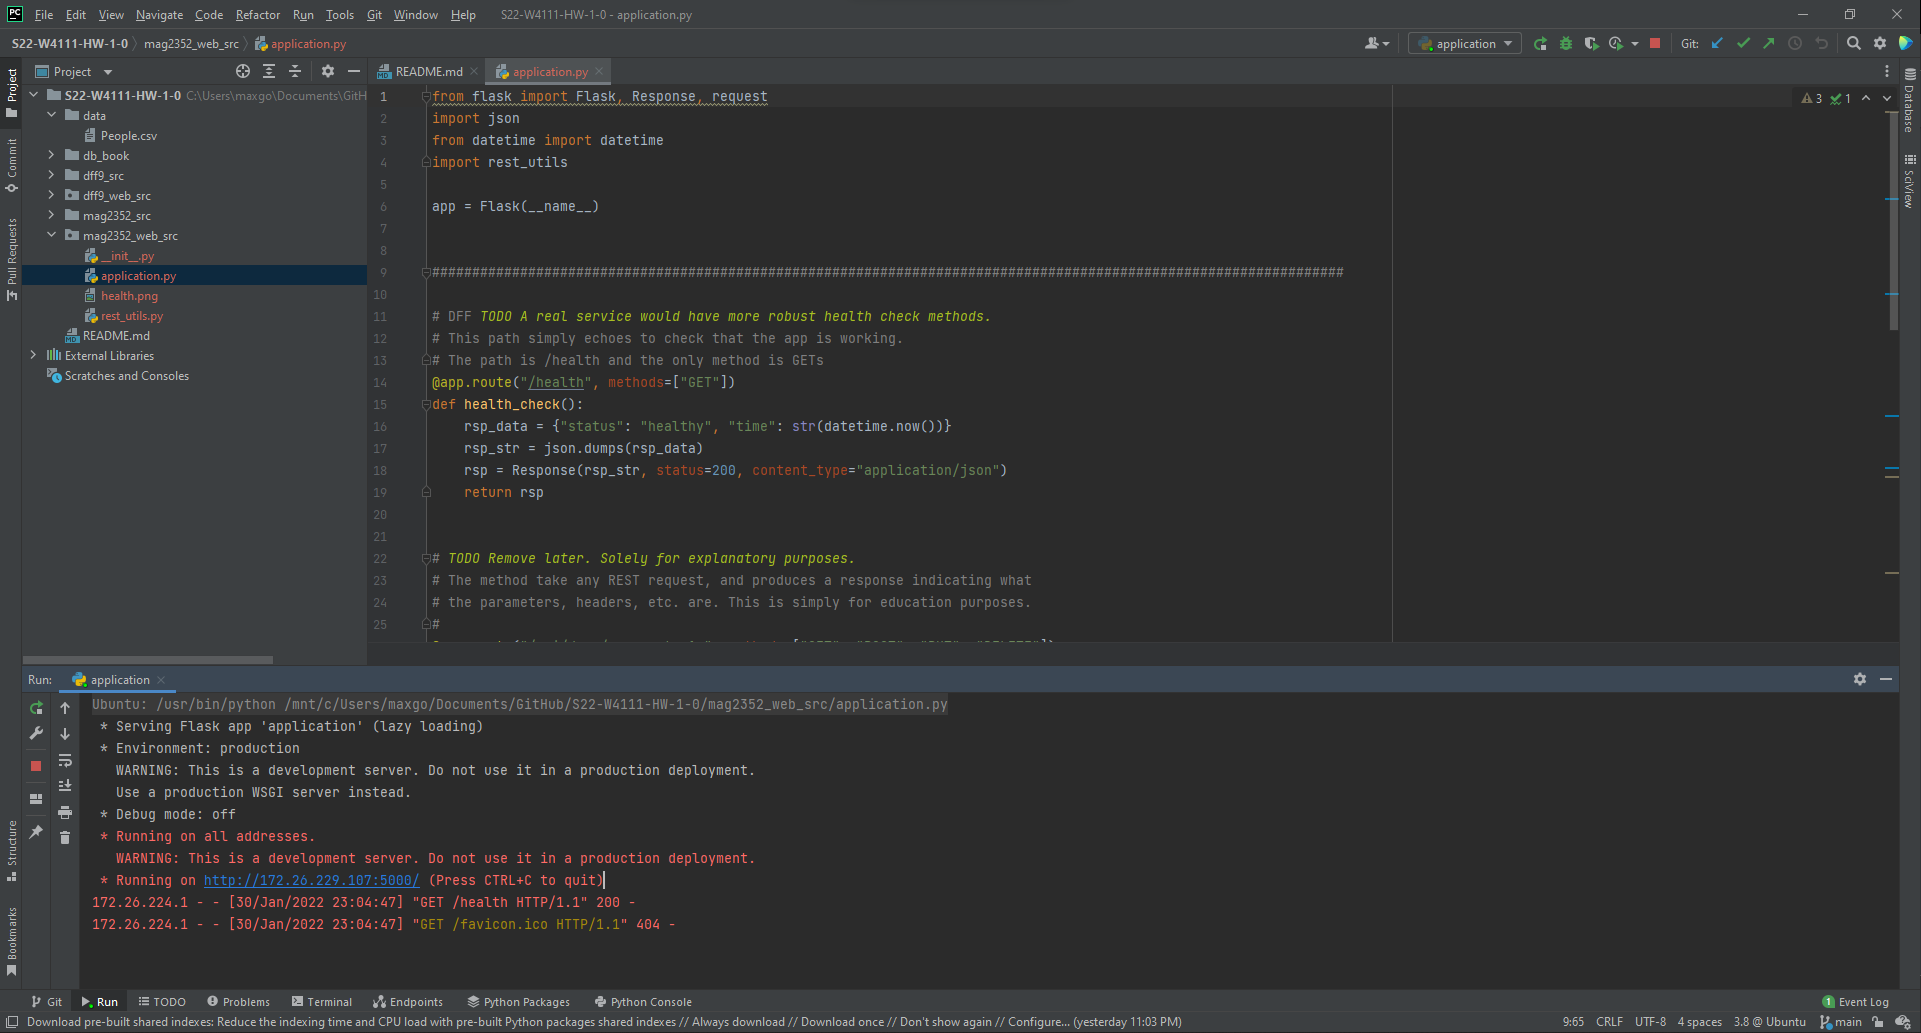 PC File Edit View Navigate Code Refactor Run Tools Git Window Help S22-W4111-HW-1-0 - application.py
S22-W4111-HW-1-0 mag2352_web_src application.py application Git:
Project README.md application.py
S22-W4111-HW-1-0 C:\Users\maxgo\Documents\GitH
data
People.csv
db_book
dff9_src
dff9_web_src
mag2352_src
mag2352_web_src
__init__.py
application.py
health.png
rest_utils.py
README.md
External Libraries
Scratches and Consoles
Project
Commit
Pull Requests
Structure
Bookmarks
Database
SciView
3 1
1 from flask import Flask, Response, request
2 import json
3 from datetime import datetime
4 import rest_utils
5
6 app = Flask(__name__)
7
8
9 ##################################################################################################################
10
11 # DFF TODO A real service would have more robust health check methods.
12 # This path simply echoes to check that the app is working.
13 # The path is /health and the only method is GETs
14 @app.route("/health", methods=["GET"])
15 def health_check():
16 rsp_data = {"status": "healthy", "time": str(datetime.now())}
17 rsp_str = json.dumps(rsp_data)
18 rsp = Response(rsp_str, status=200, content_type="application/json")
19 return rsp
20
21
22 # TODO Remove later. Solely for explanatory purposes.
23 # The method take any REST request, and produces a response indicating what
24 # the parameters, headers, etc. are. This is simply for education purposes.
25 #
Run: application
Ubuntu: /usr/bin/python /mnt/c/Users/maxgo/Documents/GitHub/S22-W4111-HW-1-0/mag2352_web_src/application.py
* Serving Flask app 'application' (lazy loading)
* Environment: production
WARNING: This is a development server. Do not use it in a production deployment.
Use a production WSGI server instead.
* Debug mode: off
* Running on all addresses.
WARNING: This is a development server. Do not use it in a production deployment.
* Running on http://172.26.229.107:5000/ (Press CTRL+C to quit)
172.26.224.1 - - [30/Jan/2022 23:04:47] "GET /health HTTP/1.1" 200 -
172.26.224.1 - - [30/Jan/2022 23:04:47] "GET /favicon.ico HTTP/1.1" 404 -
Git Run TODO Problems Terminal Endpoints Python Packages Python Console 1 Event Log
Download pre-built shared indexes: Reduce the indexing time and CPU load with pre-built Python packages shared indexes // Always download // Download once // Don't show again // Configure... (yesterday 11:03 PM) 9:65 CRLF UTF-8 4 spaces 3.8 @ Ubuntu main